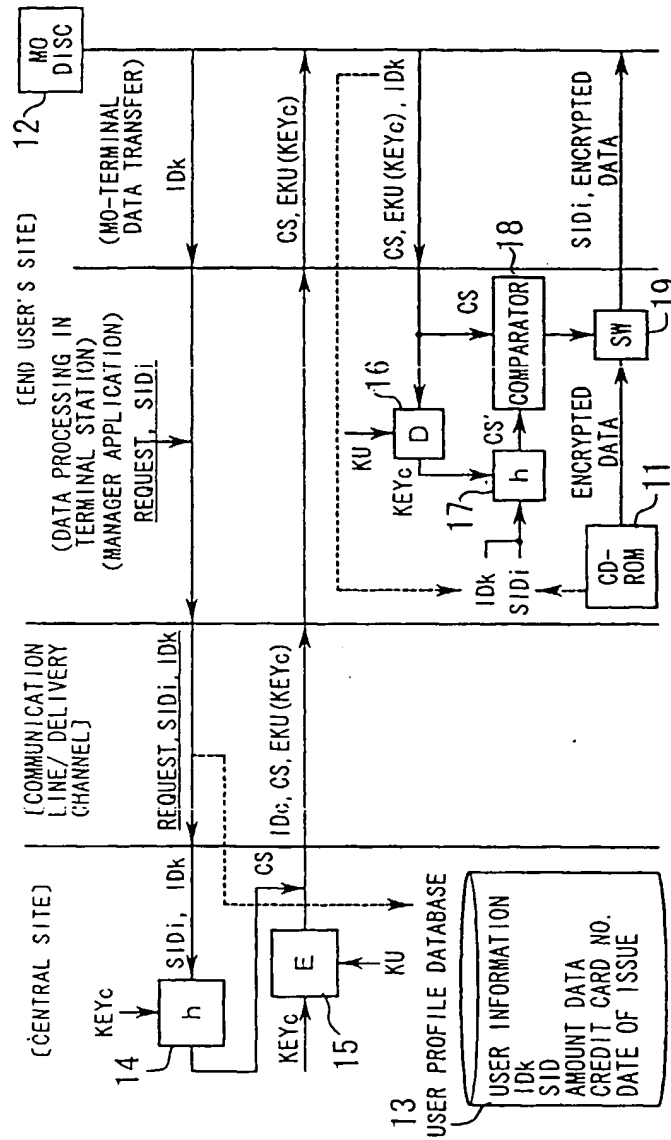 [CENTRAL SITE]
[COMMUNICATION
LINE/ DELIVERY
CHANNEL]
[END USER'S SITE]
(DATA PROCESSING IN
TERMINAL STATION)
(MANAGER APPLICATION)
(MO-TERMINAL
DATA TRANSFER)
12
MO
DISC
REQUEST, SIDi
IDk
REQUEST, SIDi, IDk
SIDi, IDk
KEYc
h
14
CS
KEYc
E
15
KU
IDc, CS, EKU(KEYc)
CS, EKU(KEYc)
CS, EKU(KEYc), IDk
KU
16
D
KEYc
CS
17
h
CS'
18
COMPARATOR
IDk
SIDi
CD-
ROM
11
ENCRYPTED
DATA
SW
19
SIDi, ENCRYPTED
DATA
13
USER PROFILE DATABASE
USER INFORMATION
IDk
SID
AMOUNT DATA
CREDIT CARD NO.
DATE OF ISSUE